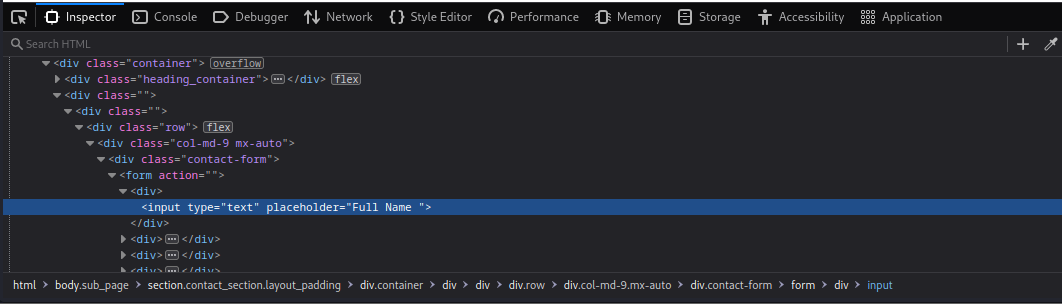 Inspector Console Debugger Network Style Editor Performance Memory Storage Accessibility Application
Search HTML
<div class="container"> overflow
<div class="heading_container"> ⋯ </div> flex
<div class="">
<div class="">
<div class="row"> flex
<div class="col-md-9 mx-auto">
<div class="contact-form">
<form action="">
<div>
<input type="text" placeholder="Full Name ">
</div>
<div> ⋯ </div>
<div> ⋯ </div>
<div> ⋯ </div>
html > body.sub_page > section.contact_section.layout_padding > div.container > div > div > div.row > div.col-md-9.mx-auto > div.contact-form > form > div > input